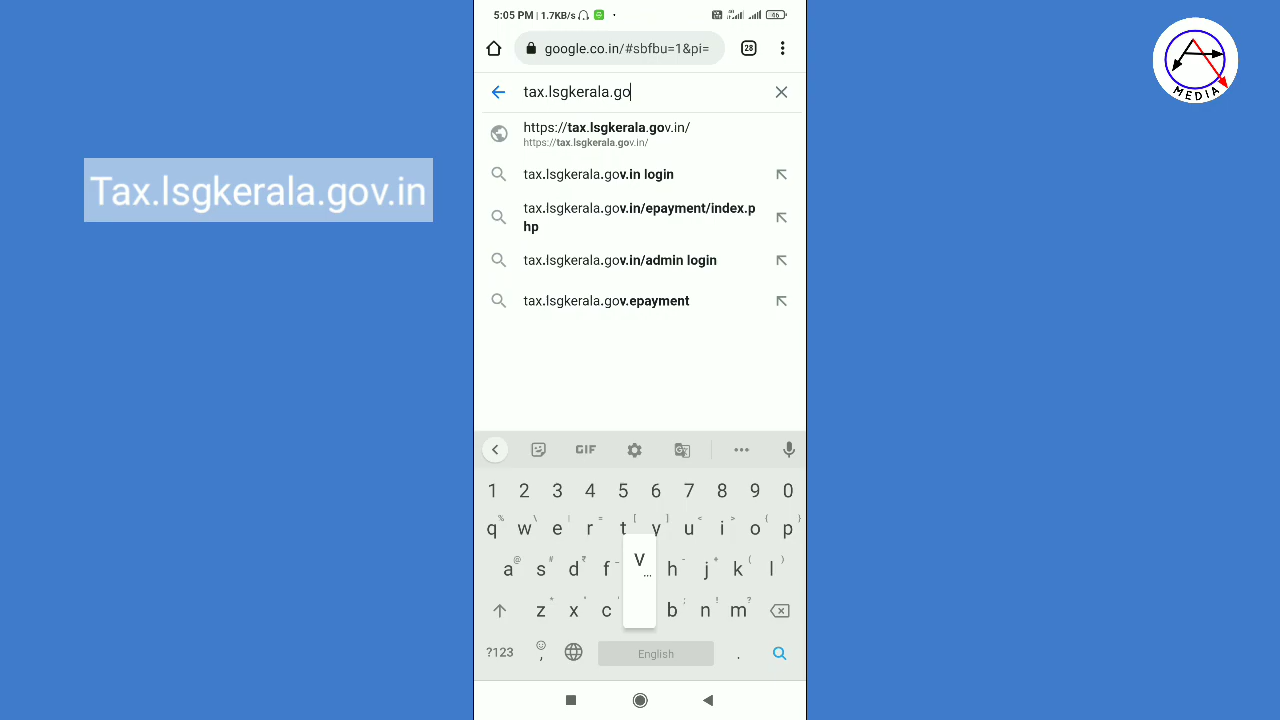 5:05 PM | 1.7KB/s
46
google.co.in/#sbfbu=1&pi=
28
tax.lsgkerala.go
https://tax.lsgkerala.gov.in/
https://tax.lsgkerala.gov.in/
tax.lsgkerala.gov.in login
tax.lsgkerala.gov.in/epayment/index.p
hp
tax.lsgkerala.gov.in/admin login
tax.lsgkerala.gov.epayment
Tax.lsgkerala.gov.in
MEDIA
GIF
1 2 3 4 5 6 7 8 9 0
q w e r t y u i o p
a s d f v h j k l
z x c b n m
?123 , English .